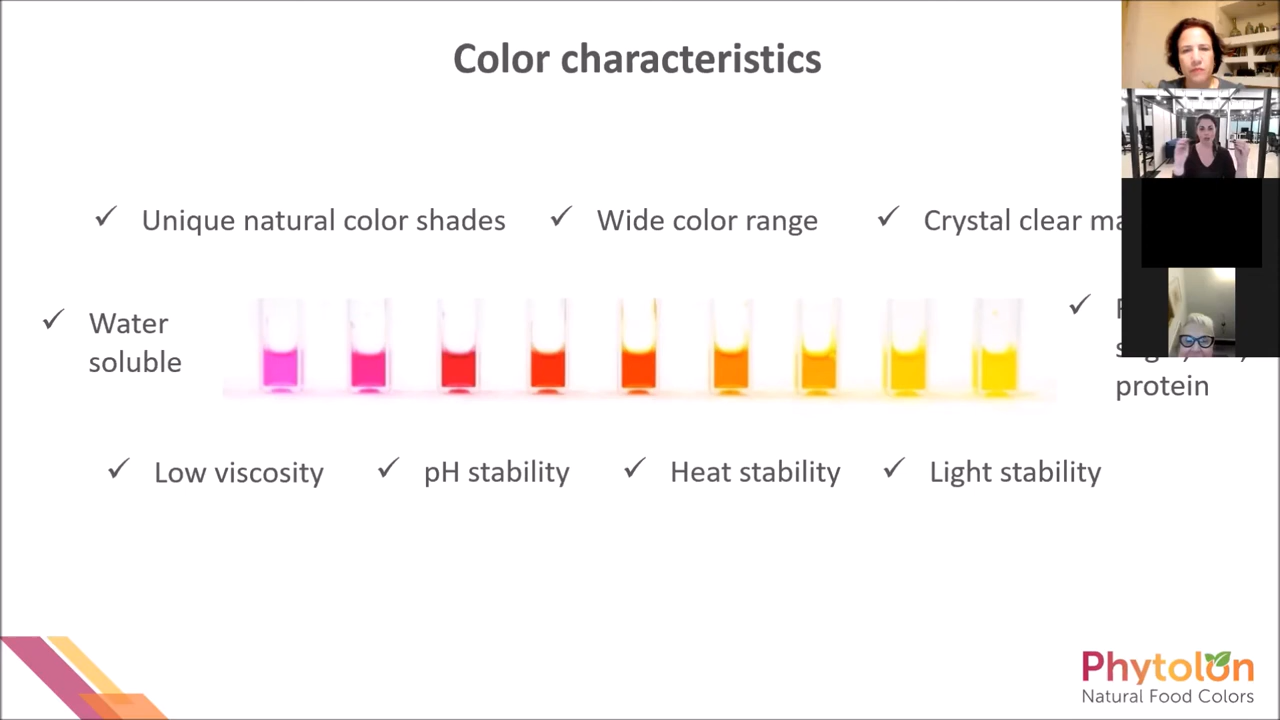 Color characteristics
✓ Unique natural color shades ✓ Wide color range ✓ Crystal clear
✓ Water
soluble
✓
protein
✓ Low viscosity ✓ pH stability ✓ Heat stability ✓ Light stability
Phytolon
Natural Food Colors